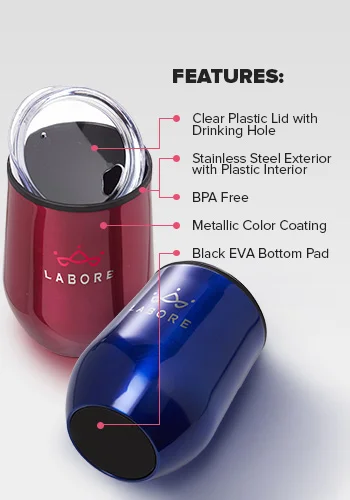 FEATURES:
Clear Plastic Lid with
Drinking Hole
Stainless Steel Exterior
with Plastic Interior
BPA Free
Metallic Color Coating
Black EVA Bottom Pad
LABORE
LABORE